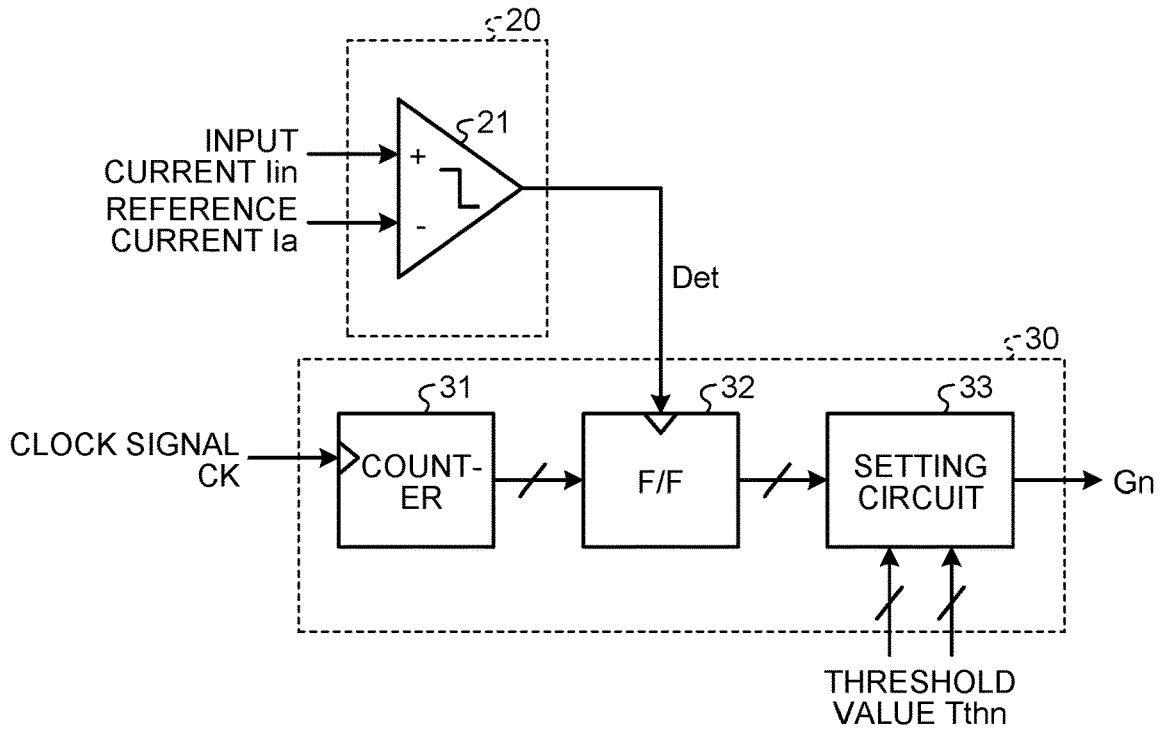 20
21
INPUT
CURRENT Iin
+
REFERENCE
CURRENT Ia
-
Det
30
31
32
33
CLOCK SIGNAL
CK
COUNT-
ER
F/F
SETTING
CIRCUIT
Gn
THRESHOLD
VALUE Tthn